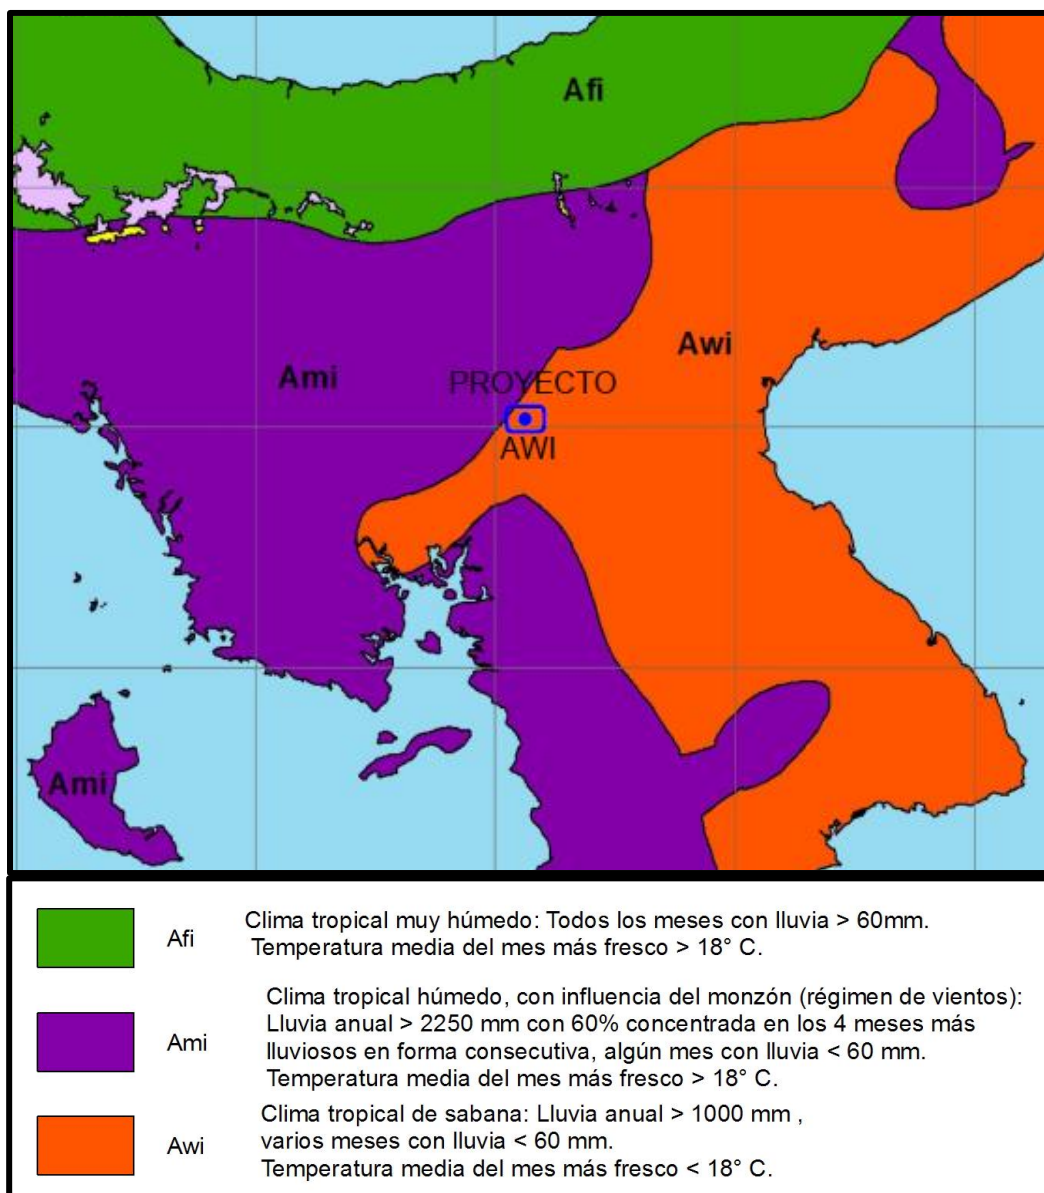 Afi
Awi
Ami
PROYECTO
AWI
Ami
Afi
Clima tropical muy húmedo: Todos los meses con lluvia > 60mm.
Temperatura media del mes más fresco > 18° C.
Ami
Clima tropical húmedo, con influencia del monzón (régimen de vientos):
Lluvia anual > 2250 mm con 60% concentrada en los 4 meses más
lluviosos en forma consecutiva, algún mes con lluvia < 60 mm.
Temperatura media del mes más fresco > 18° C.
Awi
Clima tropical de sabana: Lluvia anual > 1000 mm ,
varios meses con lluvia < 60 mm.
Temperatura media del mes más fresco < 18° C.